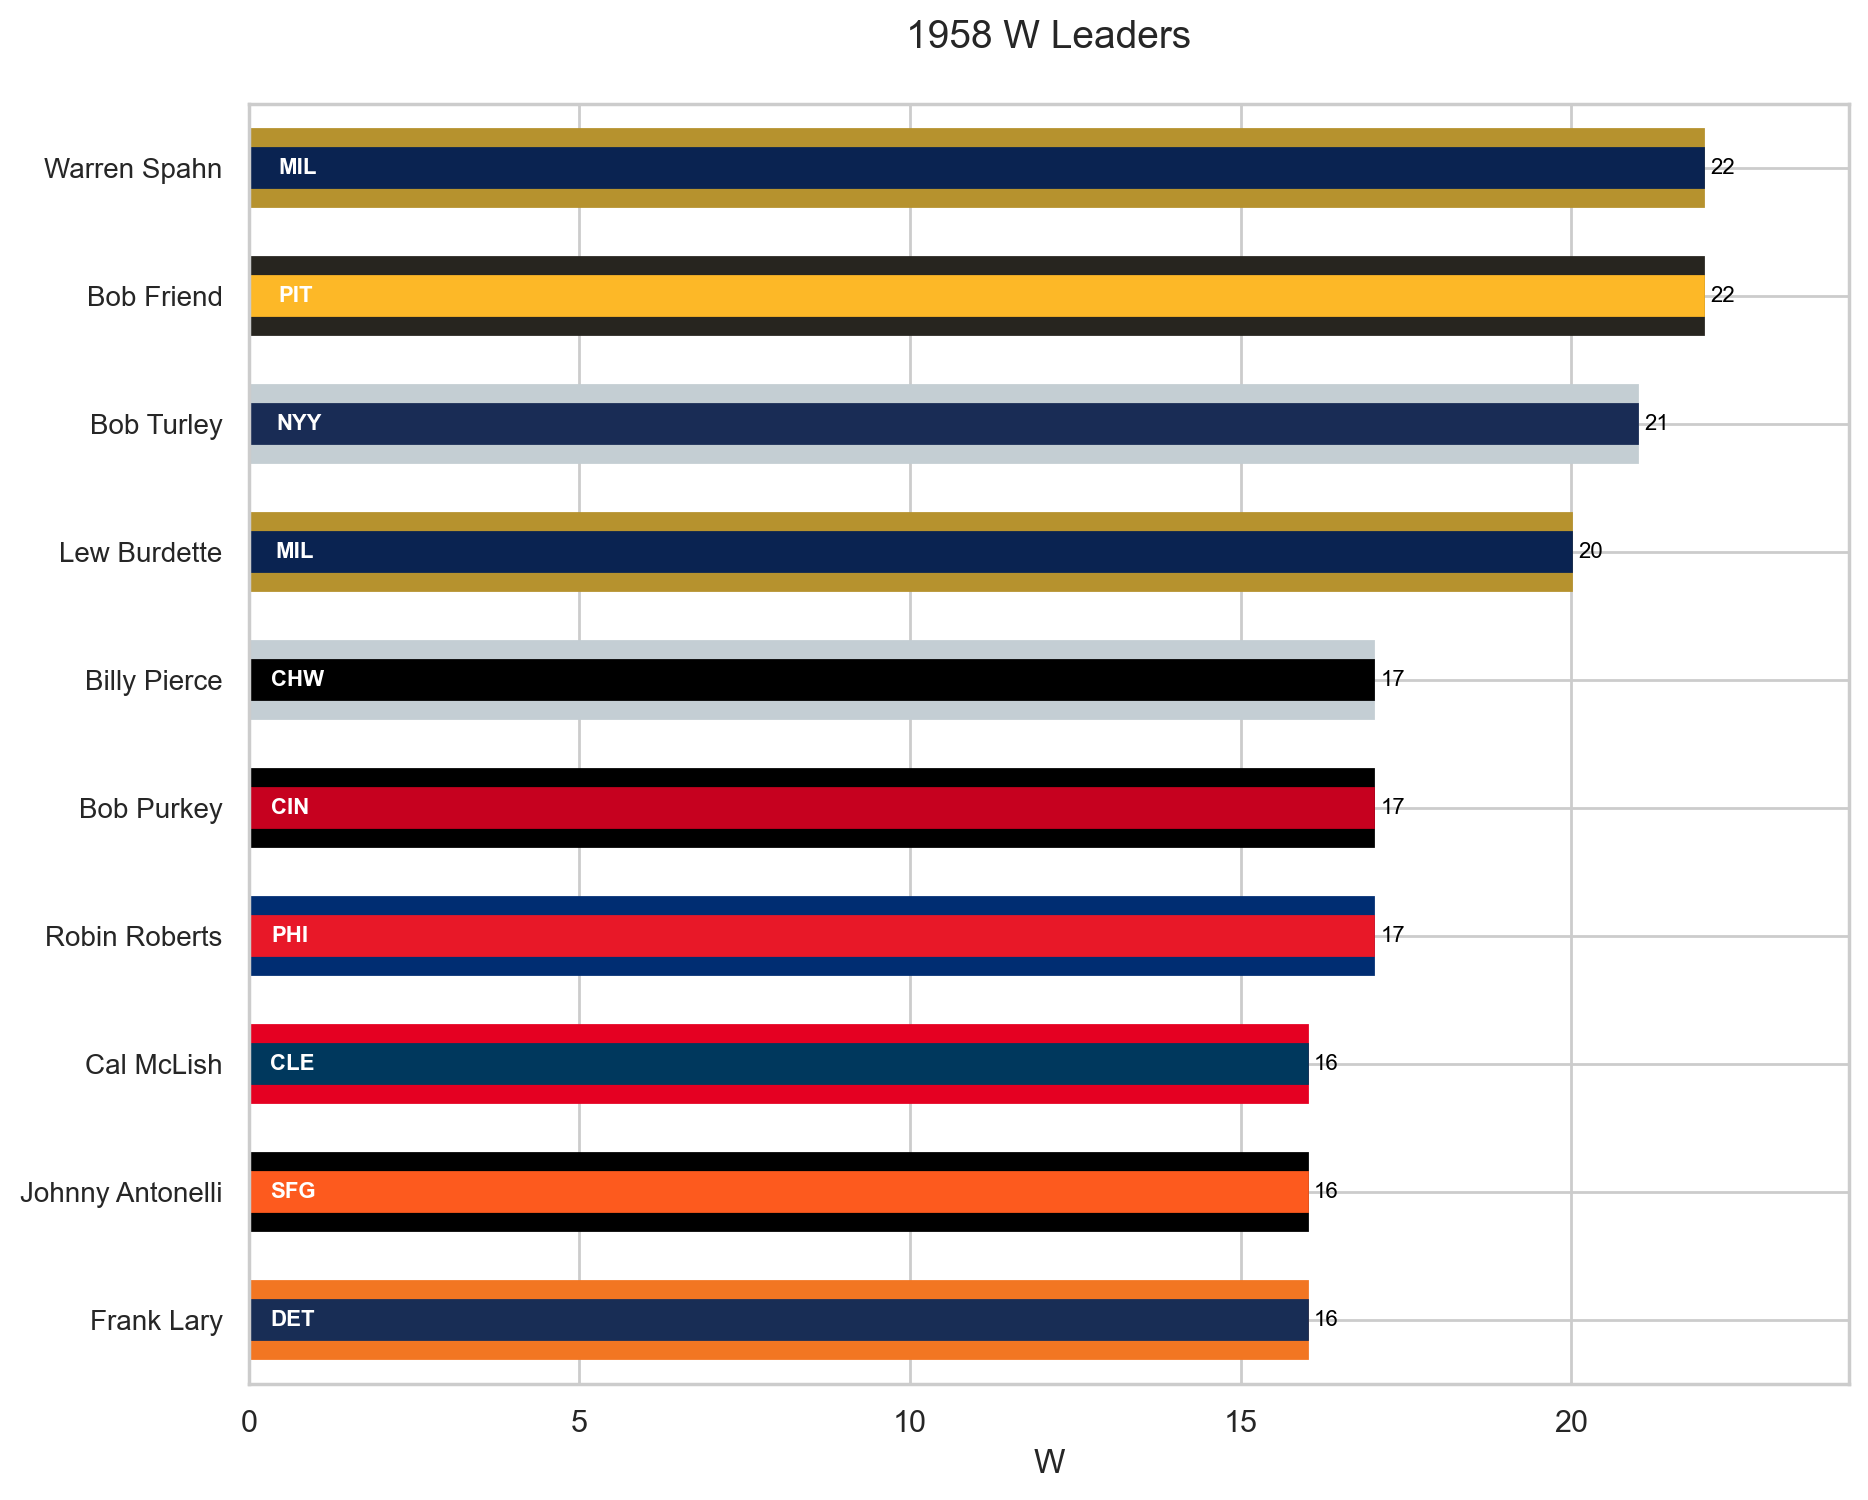 1958 W Leaders
Warren Spahn MIL 22
Bob Friend PIT 22
Bob Turley NYY 21
Lew Burdette MIL 20
Billy Pierce CHW 17
Bob Purkey CIN 17
Robin Roberts PHI 17
Cal McLish CLE 16
Johnny Antonelli SFG 16
Frank Lary DET 16
0 5 10 15 20
W